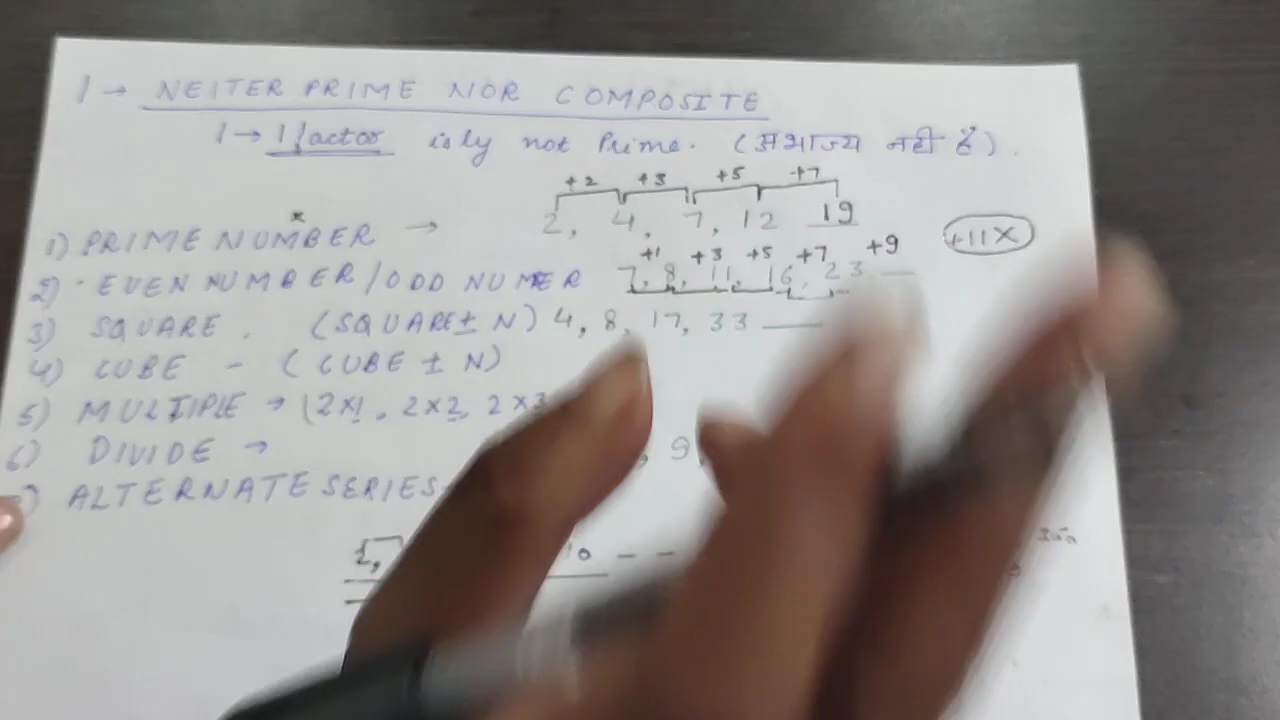 1 → NEITER PRIME NOR COMPOSITE
1 → 1 factor is ly not Prime. (अभाज्य नहीं है).
+2 +3 +5 +7
1) PRIME NUMBER → 2, 4, 7, 12 19
+11X
+1 +3 +5 +7 +9
2) EVEN NUMBER / ODD NUMER 7, 8, 11, 16, 23
3) SQUARE. (SQUARE ± N) 4, 8, 17, 33
4) CUBE - (CUBE ± N)
5) MULTIPLE → (2×1, 2×2, 2×3
6) DIVIDE → 9,
ALTERNATE SERIES